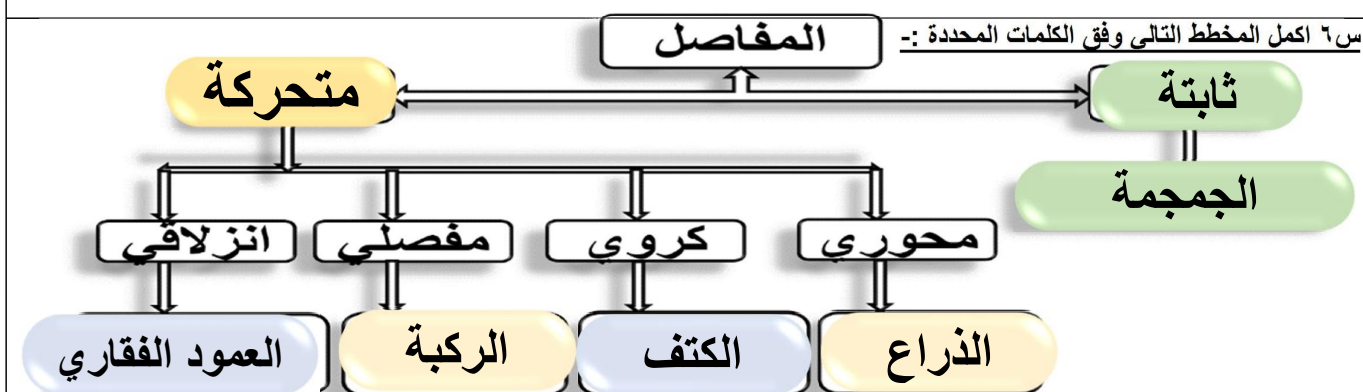 س٦ اكمل المخطط التالي وفق الكلمات المحددة :-
المفاصل
ثابتة
متحركة
الجمجمة
محوري
كروي
مفصلي
انزلاقي
الذراع
الكتف
الركبة
العمود الفقاري